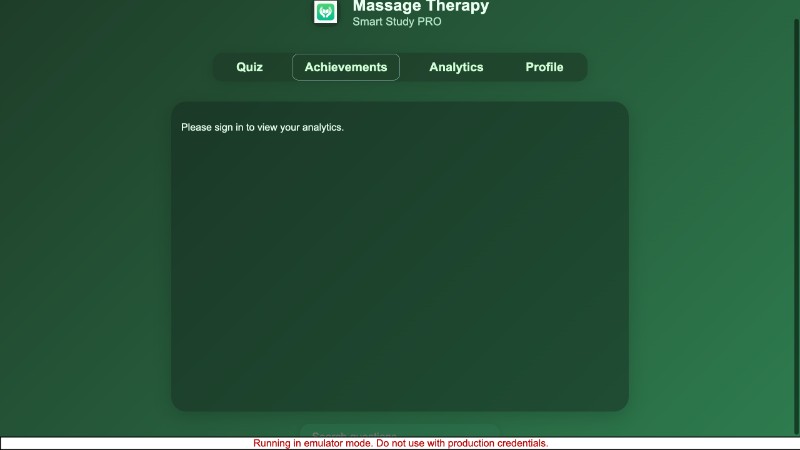 Massage Therapy
Smart Study PRO
Quiz
Achievements
Analytics
Profile
Please sign in to view your analytics.
Running in emulator mode. Do not use with production credentials.